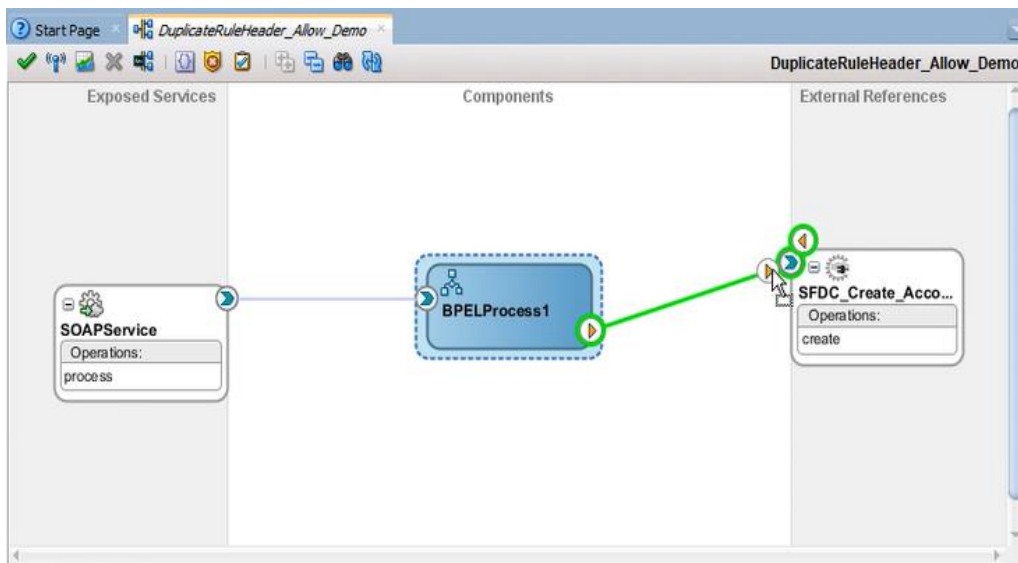 Start Page
DuplicateRuleHeader_Allow_Demo
DuplicateRuleHeader_Allow_Demo
Exposed Services
Components
External References
SOAPService
Operations:
process
BPELProcess1
SFDC_Create_Acco...
Operations:
create